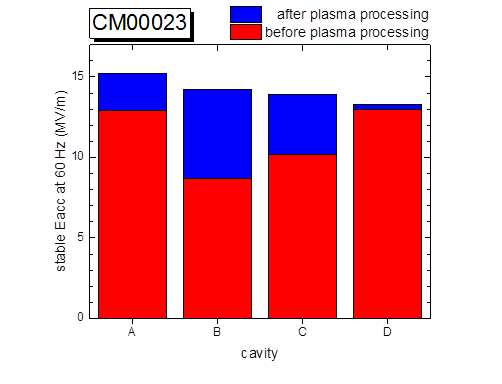 CM00023
after plasma processing
before plasma processing
stable Eacc at 60 Hz (MV/m)
15
10
5
0
A B C D
cavity